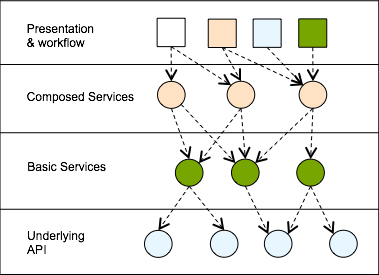 Presentation
& workflow
Composed Services
Basic Services
Underlying
API